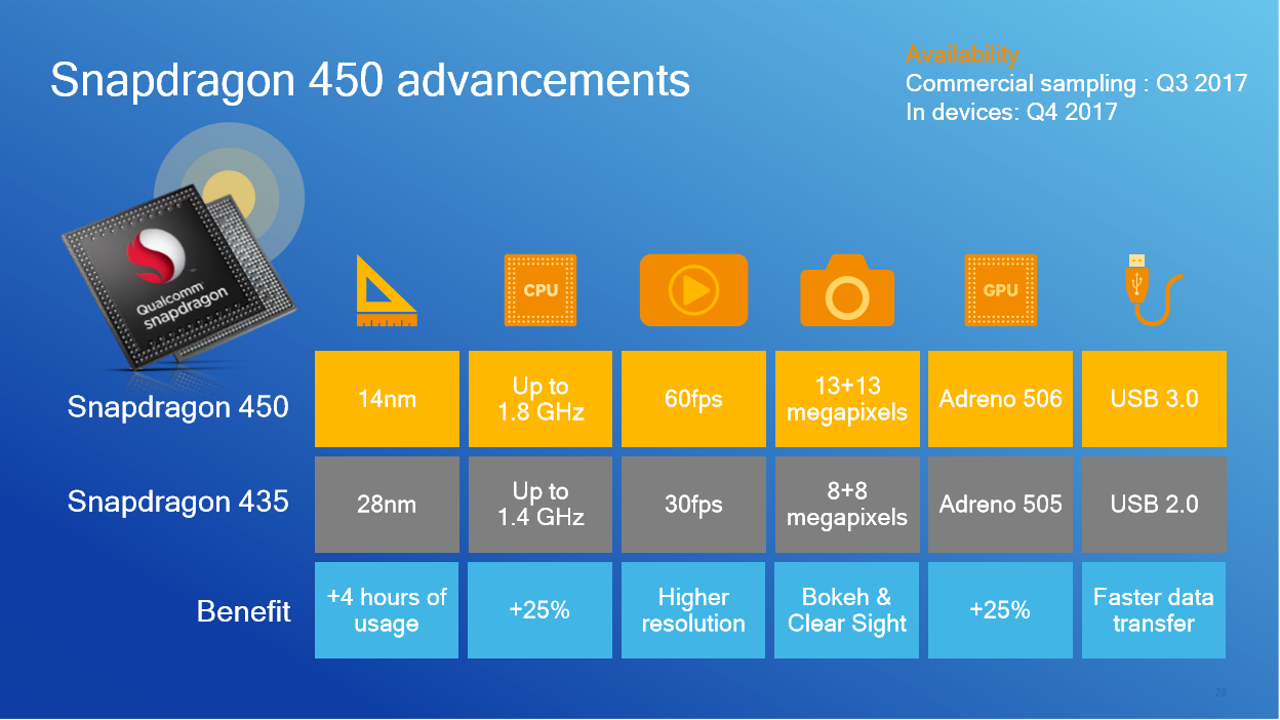 Snapdragon 450 advancements
Availability
Commercial sampling : Q3 2017
In devices: Q4 2017
Qualcomm
snapdragon
CPU
GPU
Snapdragon 450
14nm
Up to
1.8 GHz
60fps
13+13
megapixels
Adreno 506
USB 3.0
Snapdragon 435
28nm
Up to
1.4 GHz
30fps
8+8
megapixels
Adreno 505
USB 2.0
Benefit
+4 hours of
usage
+25%
Higher
resolution
Bokeh &
Clear Sight
+25%
Faster data
transfer